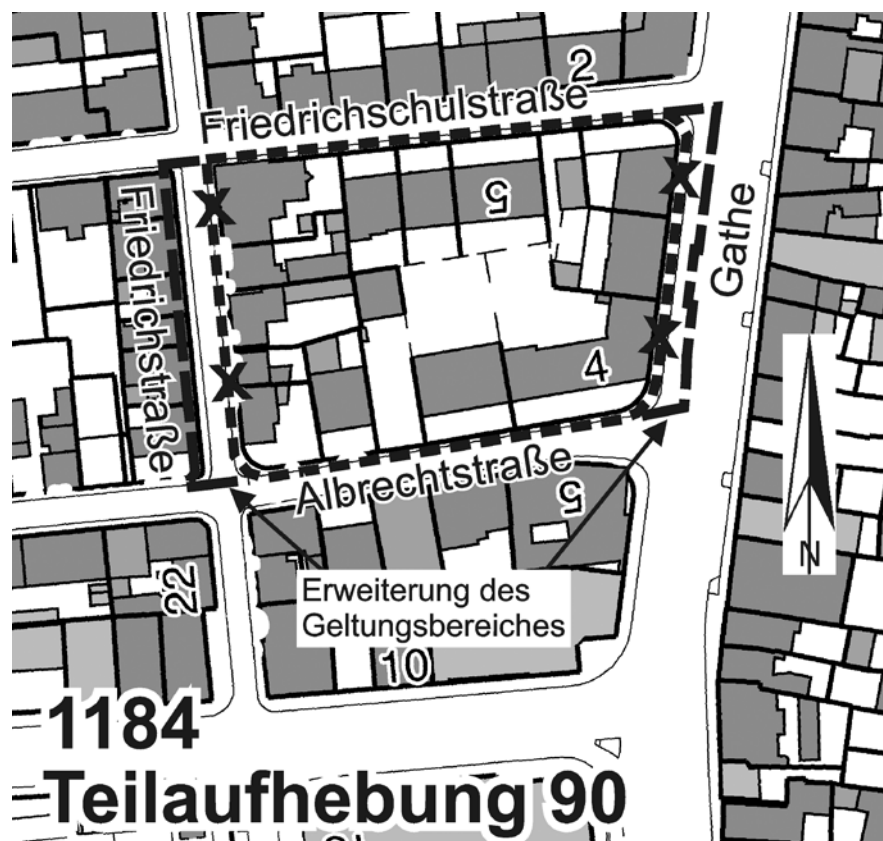 2
Friedrichschulstraße
Friedrichstraße
5
Gathe
4
Albrechtstraße
5
N
22
Erweiterung des
Geltungsbereiches
10
1184
Teilaufhebung 90